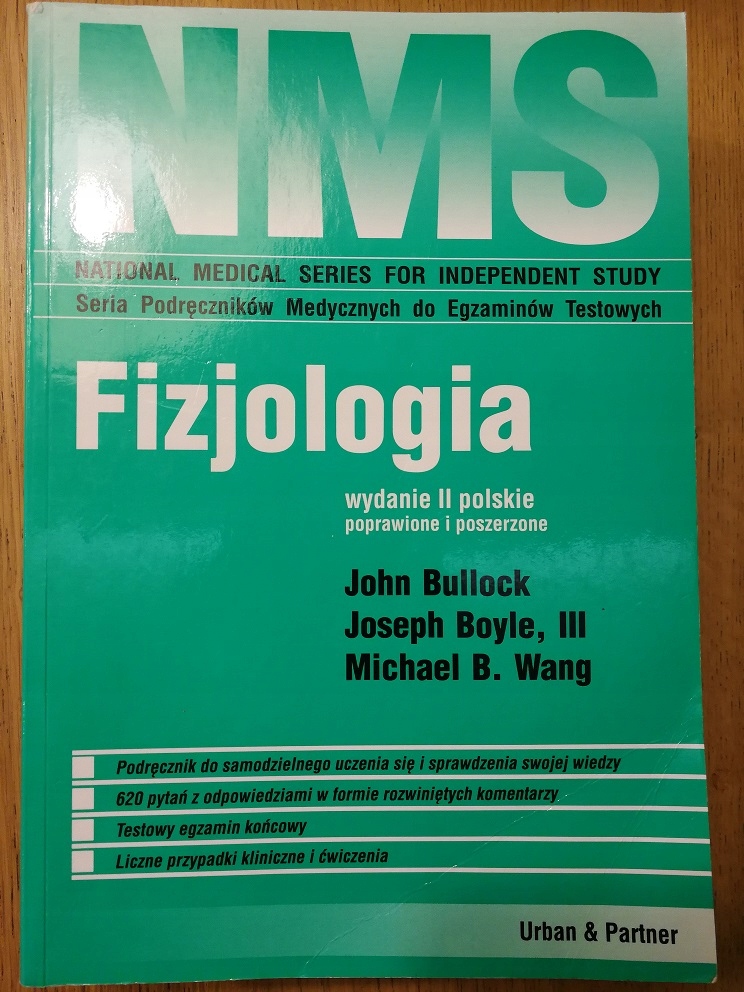 NMS
NATIONAL MEDICAL SERIES FOR INDEPENDENT STUDY
Seria Podręczników Medycznych do Egzaminów Testowych
Fizjologia
wydanie II polskie
poprawione i poszerzone
John Bullock
Joseph Boyle, III
Michael B. Wang
Podręcznik do samodzielnego uczenia się i sprawdzenia swojej wiedzy
620 pytań z odpowiedziami w formie rozwiniętych komentarzy
Testowy egzamin końcowy
Liczne przypadki kliniczne i ćwiczenia
Urban & Partner